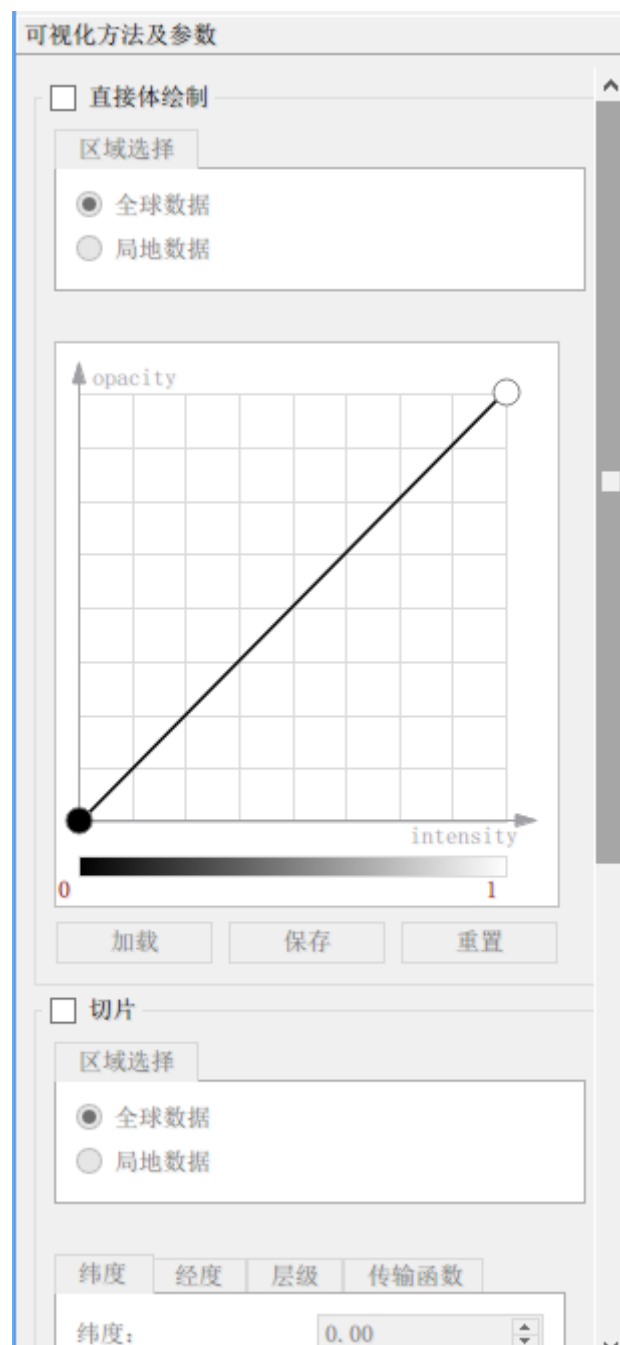 可视化方法及参数
直接体绘制
区域选择
全球数据
局地数据
opacity
intensity
0 1
加载 保存 重置
切片
区域选择
全球数据
局地数据
纬度 经度 层级 传输函数
纬度: 0.00